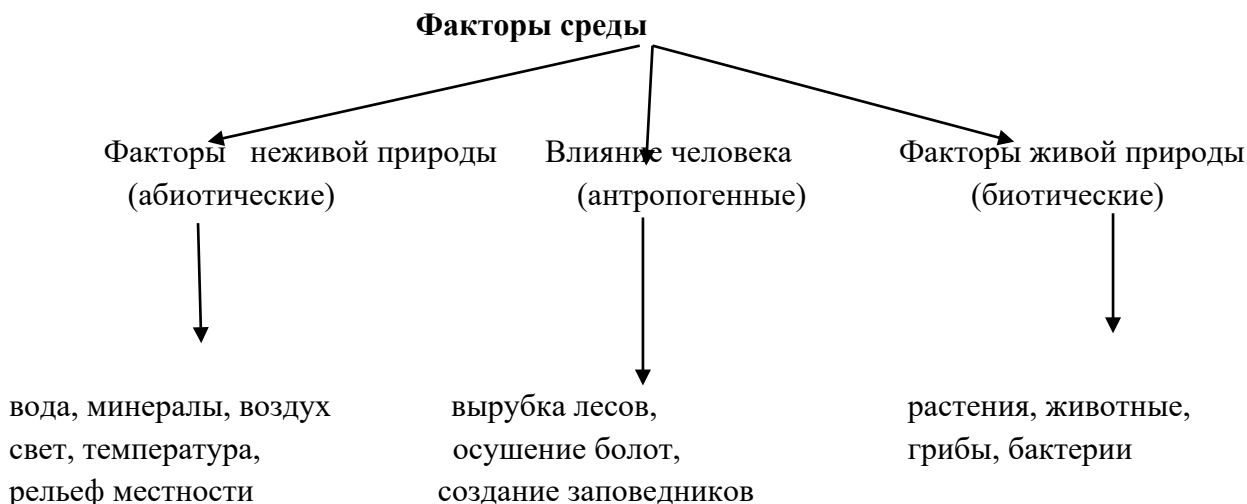 Факторы среды
Факторы неживой природы Влияние человека Факторы живой природы
(абиотические) (антропогенные) (биотические)
вода, минералы, воздух вырубка лесов, растения, животные,
свет, температура, осушение болот, грибы, бактерии
рельеф местности создание заповедников